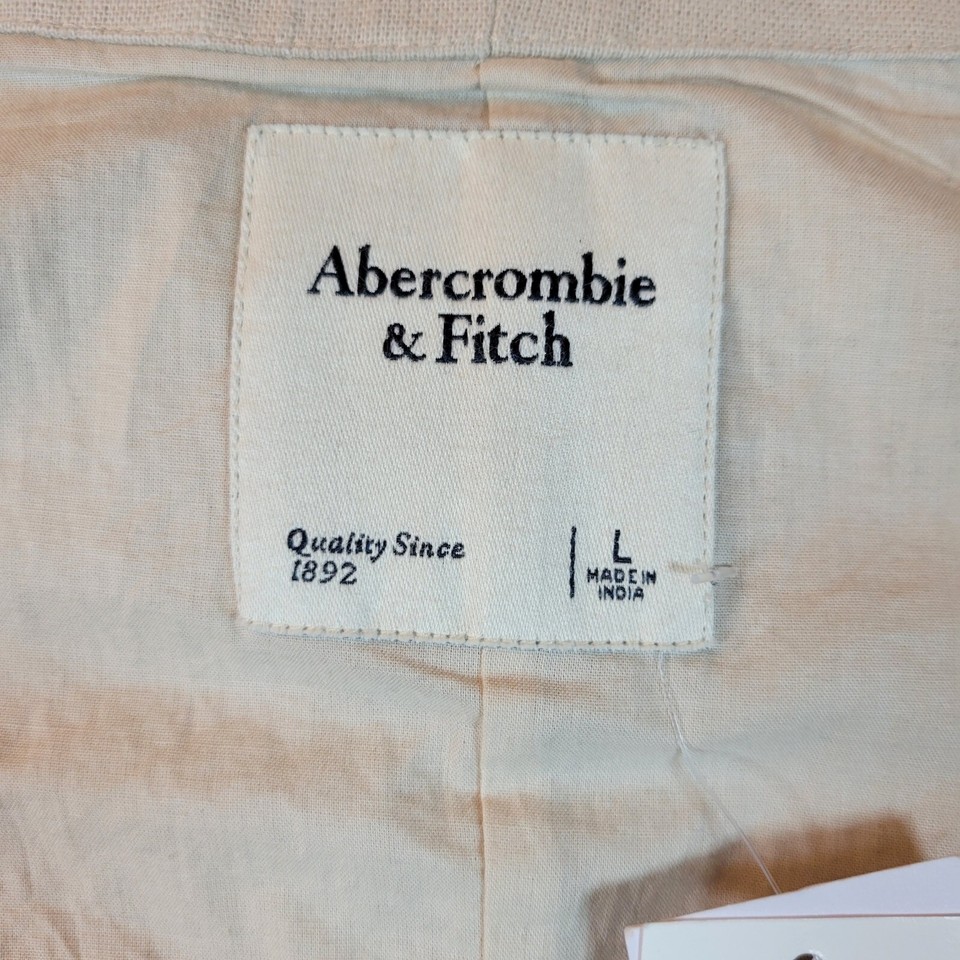 Abercrombie
& Fitch
Quality Since
1892
L
MADE IN
INDIA